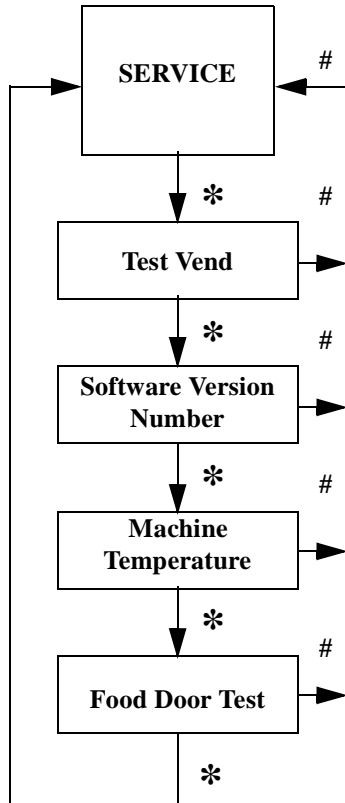 SERVICE
#
*
#
Test Vend
*
#
Software Version
Number
*
#
Machine
Temperature
*
#
Food Door Test
*